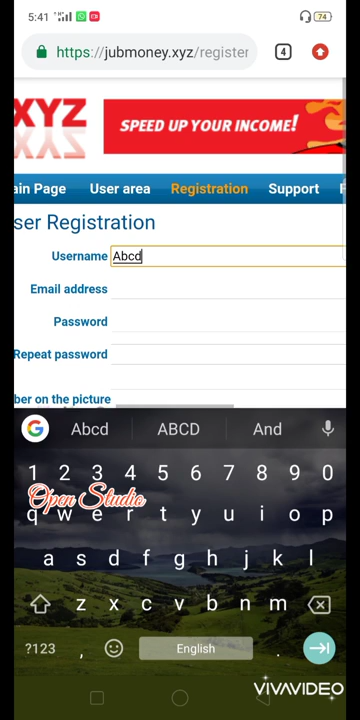 5:41
74
https://jubmoney.xyz/register
4
XYZ
SPEED UP YOUR INCOME!
ain Page User area Registration Support F
ser Registration
Username Abcd
Email address
Password
Repeat password
ber on the picture
G Abcd ABCD And
1 2 3 4 5 6 7 8 9 0
Open Studio
q w e r t y u i o p
a s d f g h j k l
z x c v b n m
?123 , English .
VIVAVIDEO